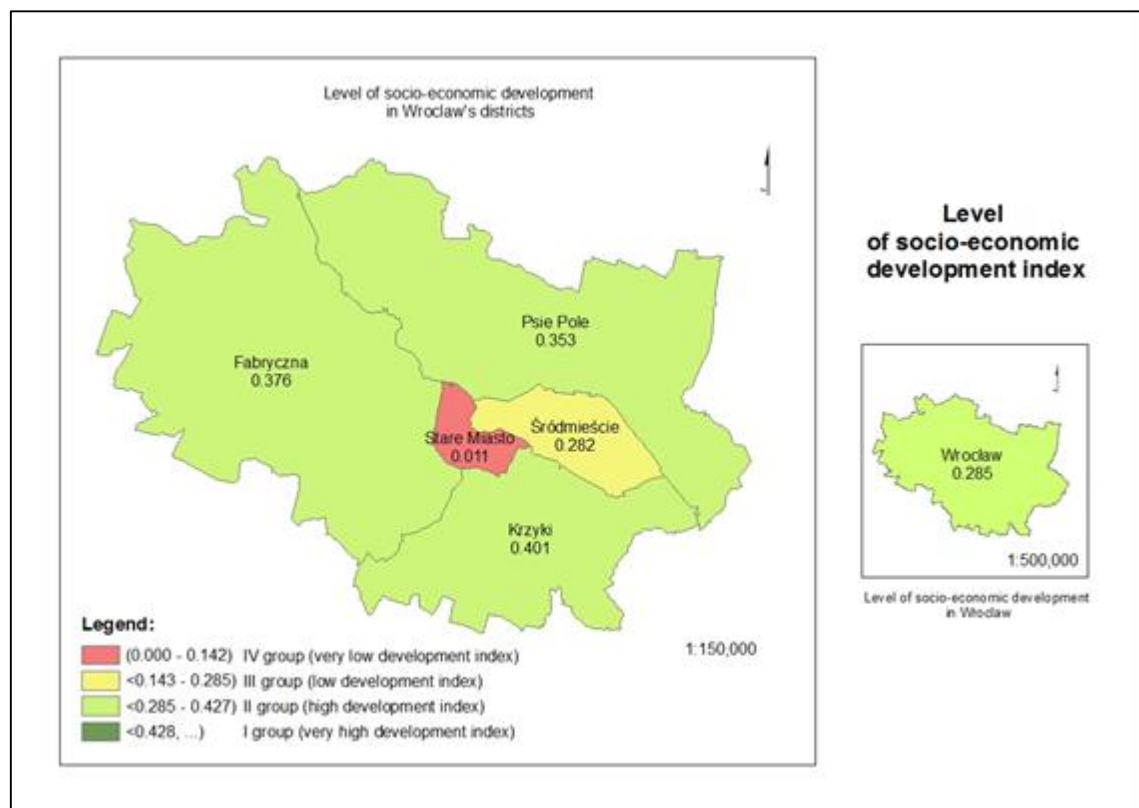 Level of socio-economic development
in Wroclaw's districts
Psie Pole
0.353
Fabryczna
0.376
Śródmieście
0.282
Stare Miasto
0.011
Krzyki
0.401
Legend:
(0.000 - 0.142) IV group (very low development index)
<0.143 - 0.285) III group (low development index)
<0.285 - 0.427) II group (high development index)
<0.428, ...) I group (very high development index)
1:150,000
Level
of socio-economic
development index
Wrocław
0.285
1:500,000
Level of socio-economic development
in Wrocław